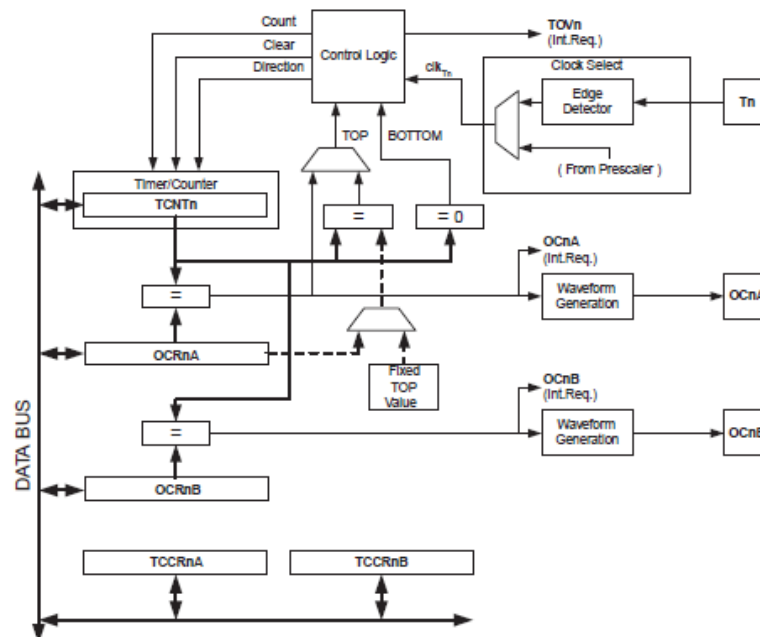 Count
Clear
Direction
Control Logic
TOVn
(Int.Req.)
clkTn
Clock Select
Edge
Detector
Tn
( From Prescaler )
TOP
BOTTOM
Timer/Counter
TCNTn
=
= 0
OCnA
(Int.Req.)
=
Waveform
Generation
OCnA
OCRnA
Fixed
TOP
Value
OCnB
(Int.Req.)
=
Waveform
Generation
OCnB
OCRnB
DATA BUS
TCCRnA
TCCRnB